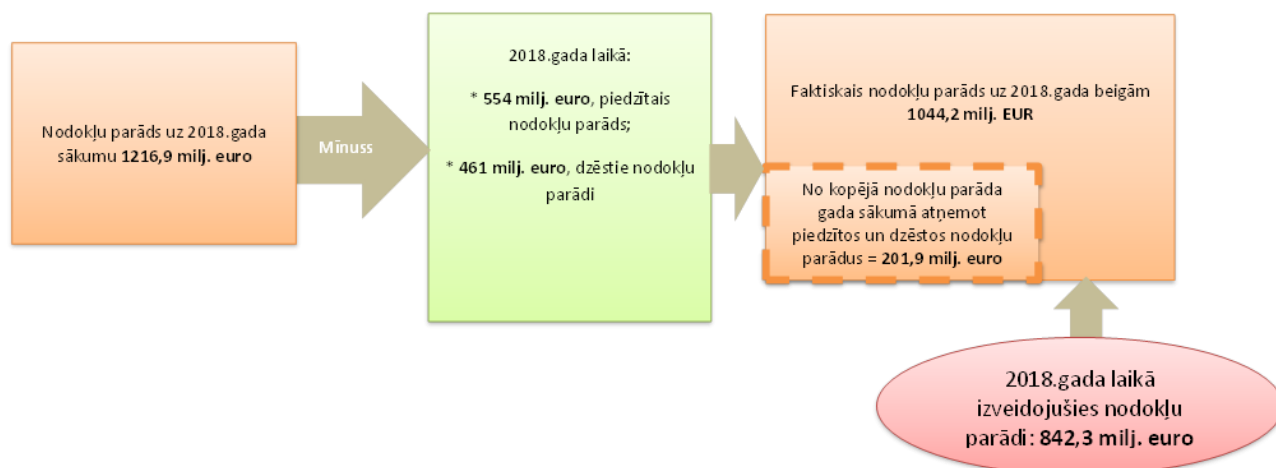 Nodokļu parāds uz 2018.gada
sākumu 1216,9 milj. euro
Mīnuss
2018.gada laikā:
* 554 milj. euro, piedzītais
nodokļu parāds;
* 461 milj. euro, dzēstie nodokļu
parādi
Faktiskais nodokļu parāds uz 2018.gada beigām
1044,2 milj. EUR
No kopējā nodokļu parāda
gada sākumā atņemot
piedzītos un dzēstos nodokļu
parādus = 201,9 milj. euro
2018.gada laikā
izveidojušies nodokļu
parādi: 842,3 milj. euro